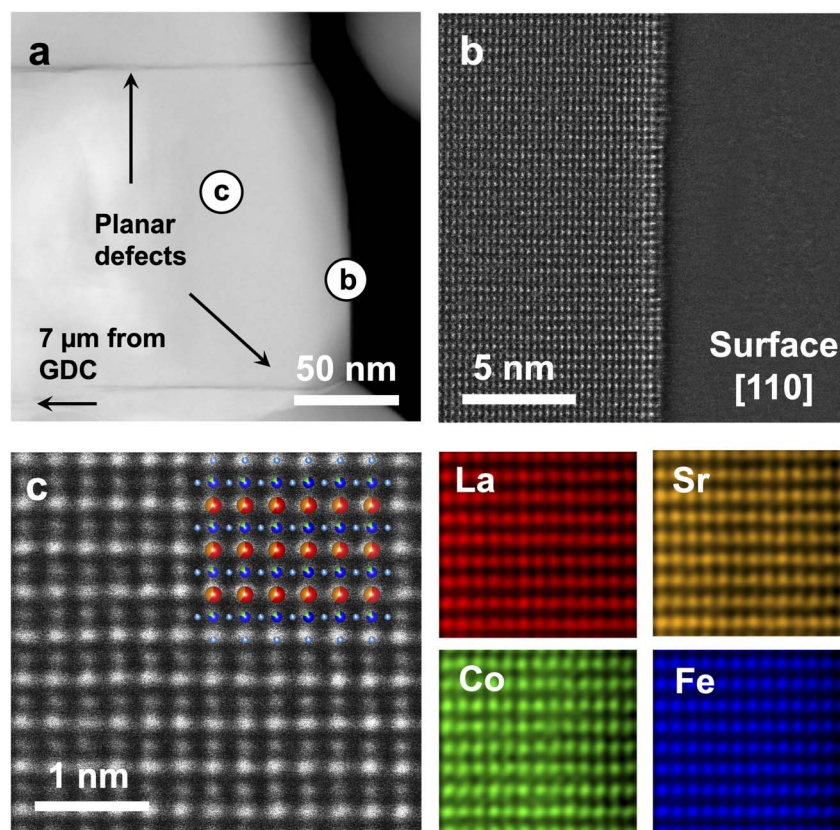 a
c
Planar
defects
b
7 µm from
GDC
50 nm
b
5 nm
Surface
[110]
c
1 nm
La
Sr
Co
Fe